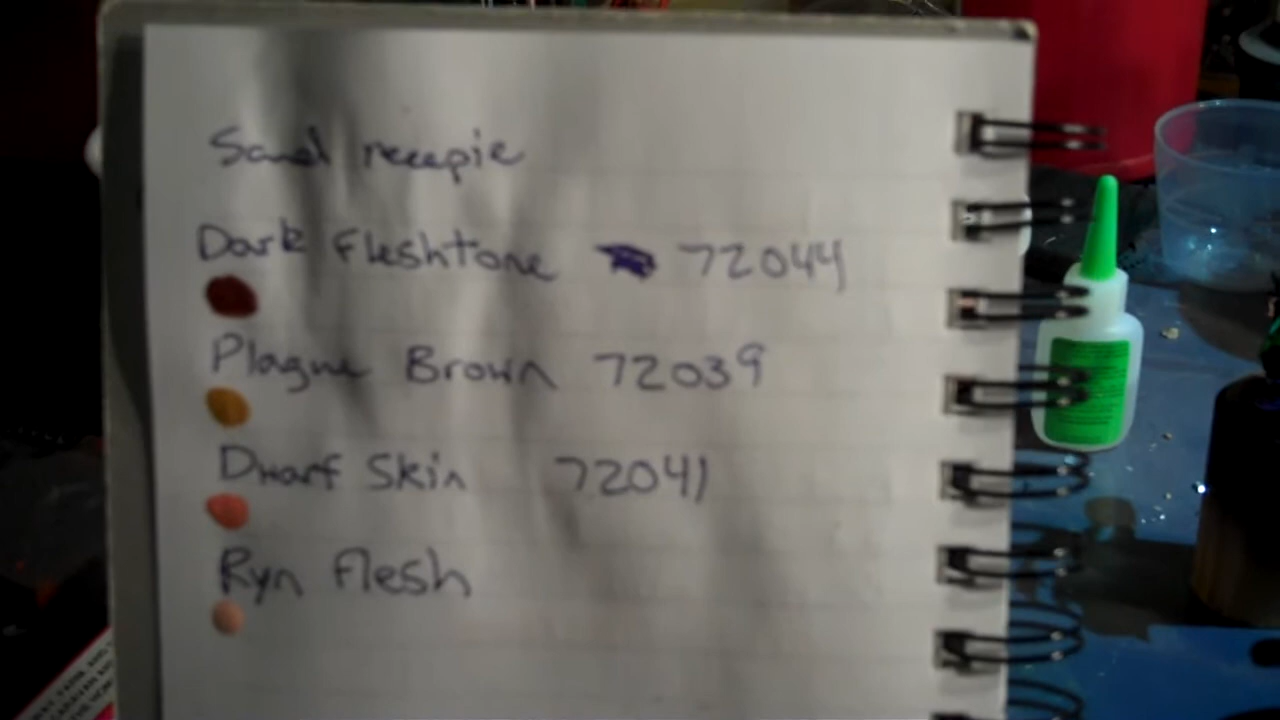 Sand recepie
Dark Fleshtone 72044
Plague Brown 72039
Dwarf Skin 72041
Ryn Flesh